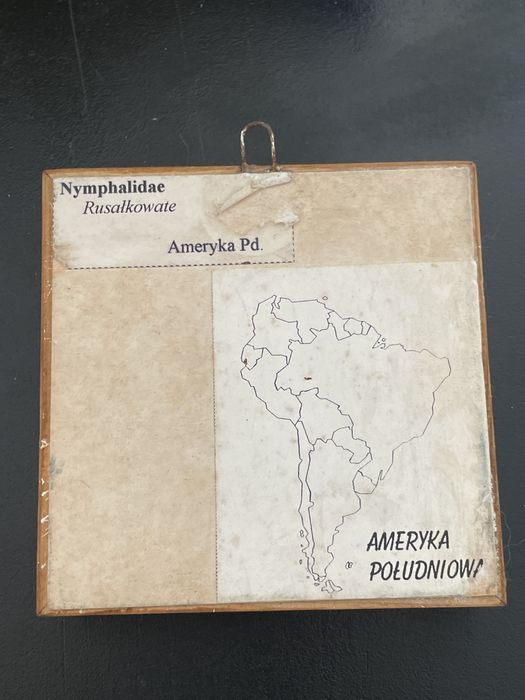 Nymphalidae
Rusałkowate
Ameryka Pd.
AMERYKA
POŁUDNIOWA